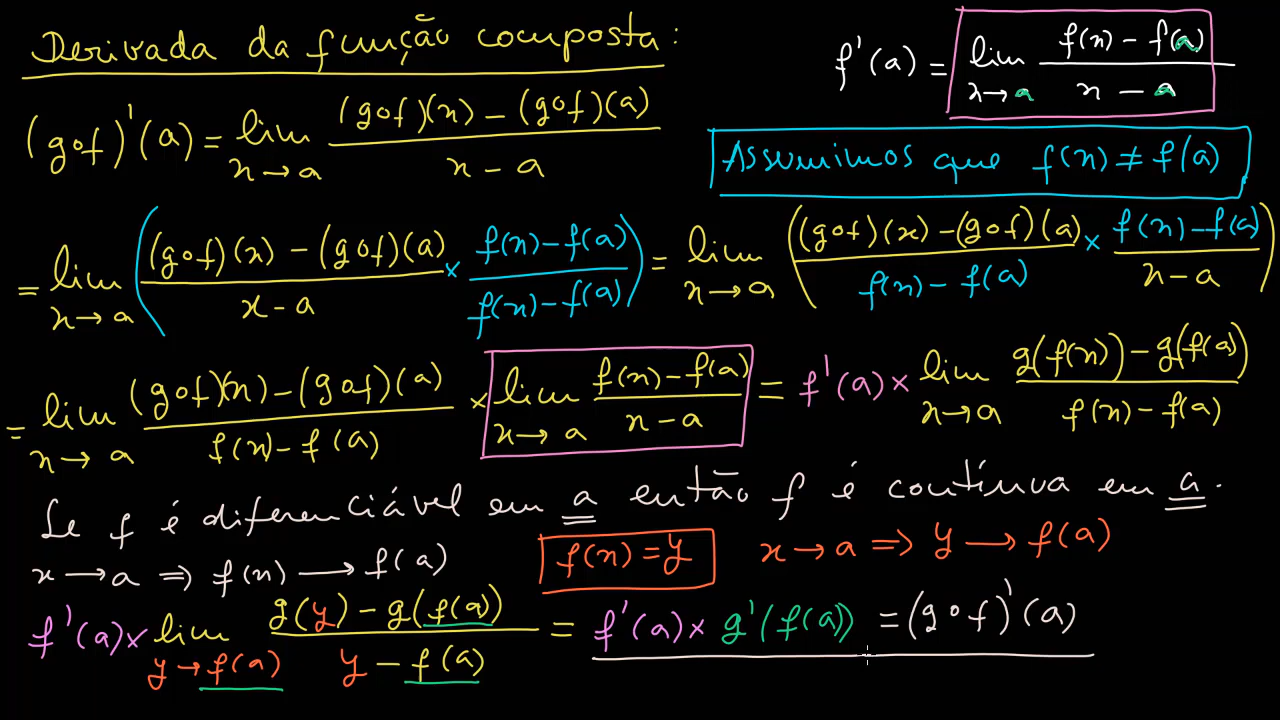 Derivada da função composta:
f'(a) = lim x→a (f(x) − f(a)) / (x − a)
(g∘f)'(a) = lim x→a ((g∘f)(x) − (g∘f)(a)) / (x − a)
Assumimos que f(x) ≠ f(a)
= lim x→a ( ((g∘f)(x) − (g∘f)(a)) / (x − a) × (f(x) − f(a)) / (f(x) − f(a)) ) = lim x→a ( ((g∘f)(x) − (g∘f)(a)) / (f(x) − f(a)) × (f(x) − f(a)) / (x − a) )
= lim x→a ((g∘f)(x) − (g∘f)(a)) / (f(x) − f(a)) × lim x→a (f(x) − f(a)) / (x − a) = f'(a) × lim x→a (g(f(x)) − g(f(a))) / (f(x) − f(a))
Se f é diferenciável em a então f é contínua em a.
x → a ⇒ f(x) → f(a) f(x) = y x → a ⇒ y → f(a)
f'(a) × lim y→f(a) (g(y) − g(f(a))) / (y − f(a)) = f'(a) × g'(f(a)) = (g∘f)'(a)